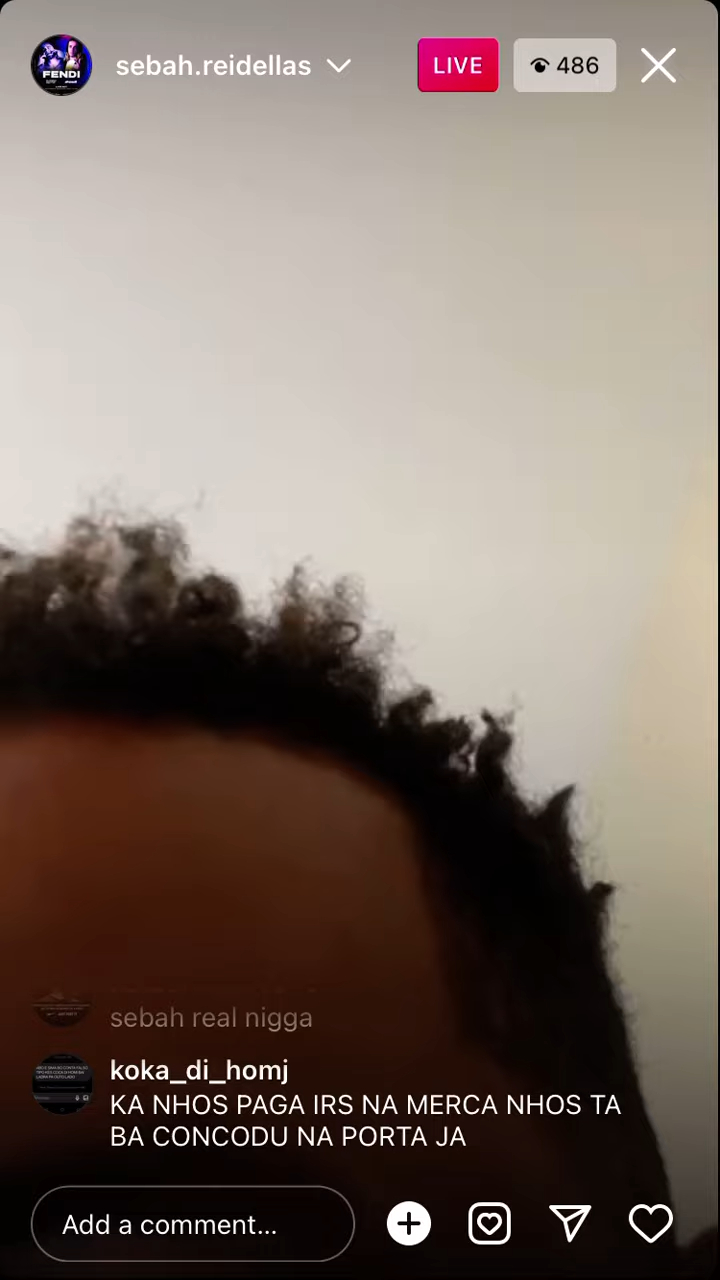 FENDI
sebah.reidellas
LIVE
486
sebah real nigga
koka_di_homj
KA NHOS PAGA IRS NA MERCA NHOS TA
BA CONCODU NA PORTA JA
Add a comment...